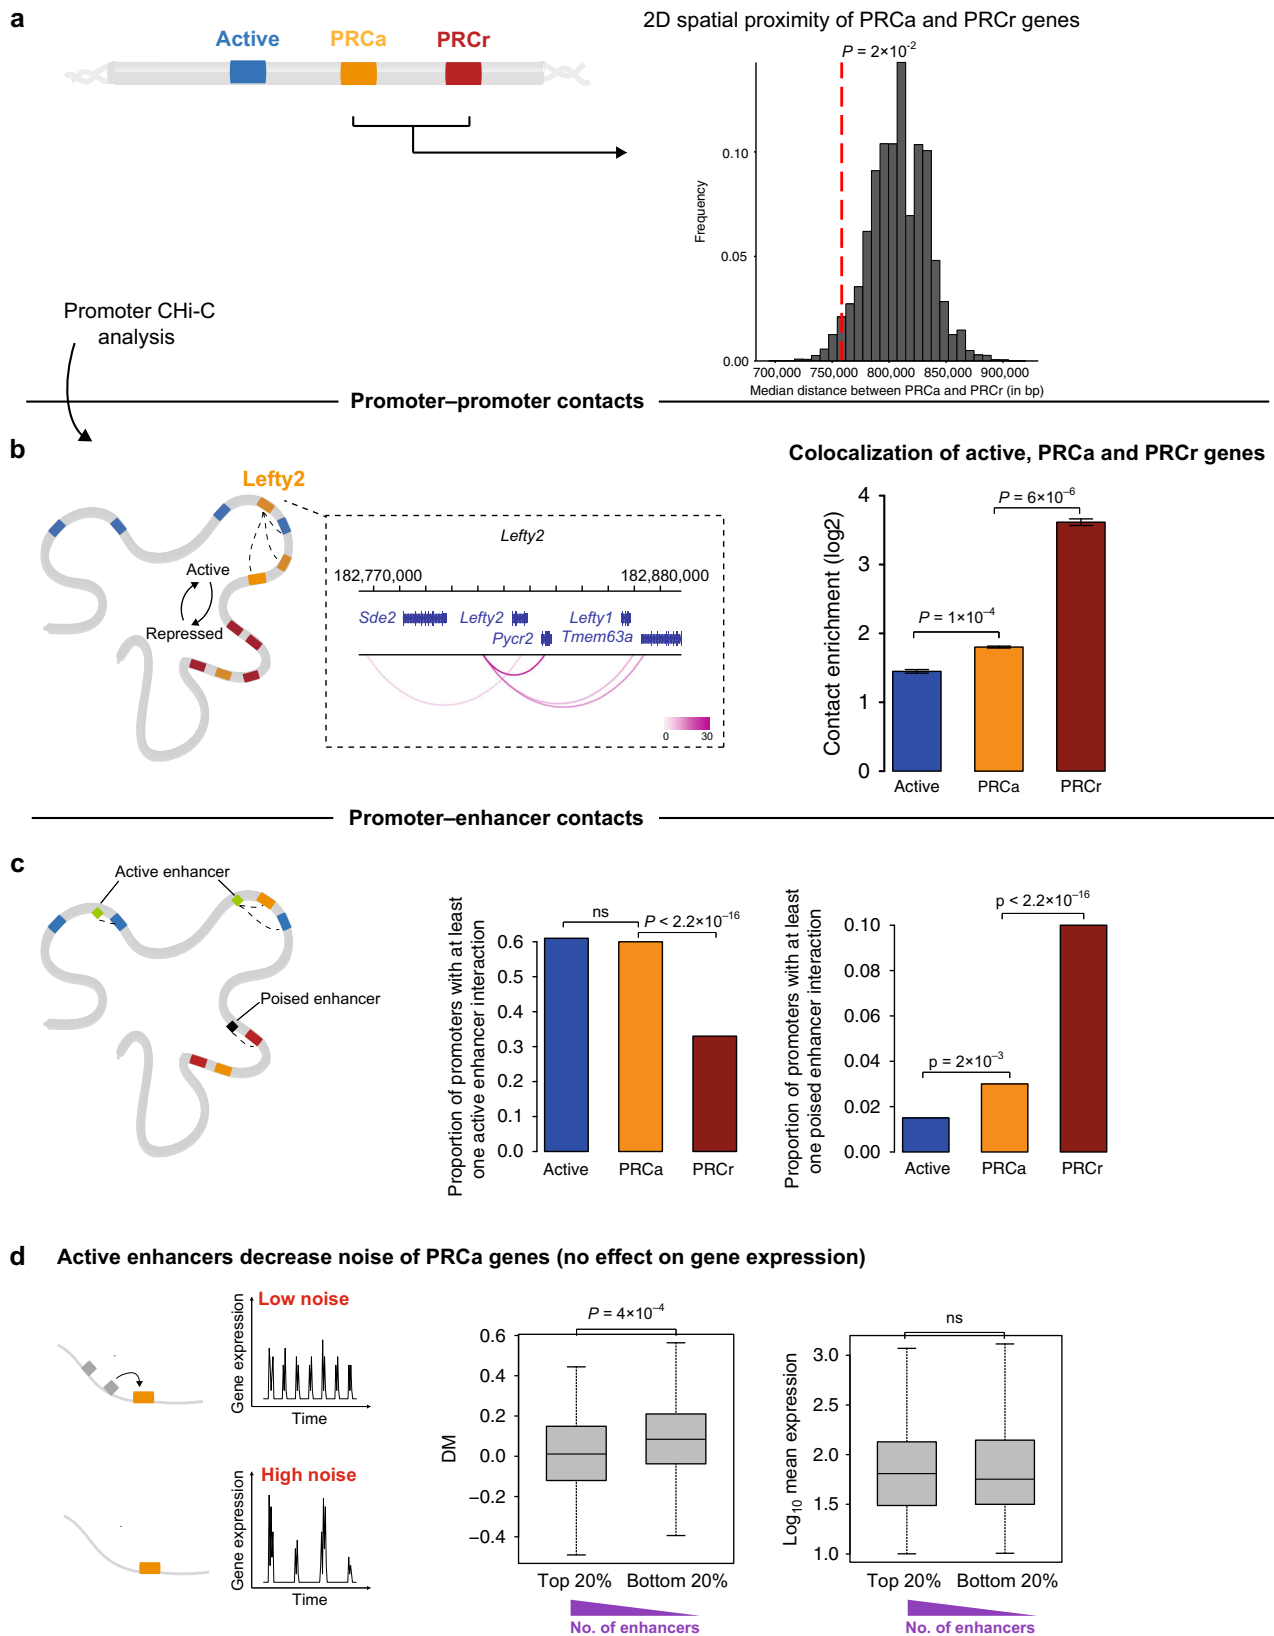 a
Active
PRCa
PRCr
2D spatial proximity of PRCa and PRCr genes
P = 2×10–2
Frequency
0.10
0.05
0.00
700,000
750,000
800,000
850,000
900,000
Median distance between PRCa and PRCr (in bp)
Promoter CHi-C
analysis
Promoter–promoter contacts
b
Lefty2
Active
Repressed
Lefty2
182,770,000
182,880,000
Sde2
Lefty2
Lefty1
Pycr2
Tmem63a
0
30
Colocalization of active, PRCa and PRCr genes
Contact enrichment (log2)
4
3
2
1
0
P = 1×10–4
P = 6×10–6
Active
PRCa
PRCr
Promoter–enhancer contacts
c
Active enhancer
Poised enhancer
Proportion of promoters with at least
one active enhancer interaction
0.6
0.5
0.4
0.3
0.2
0.1
0.0
ns
P < 2.2×10–16
Active
PRCa
PRCr
Proportion of promoters with at least
one poised enhancer interaction
0.10
0.08
0.06
0.04
0.02
0.00
p = 2×10–3
p < 2.2×10–16
Active
PRCa
PRCr
d
Active enhancers decrease noise of PRCa genes (no effect on gene expression)
Low noise
Gene expression
Time
High noise
Gene expression
Time
P = 4×10–4
DM
0.6
0.4
0.2
0.0
–0.2
–0.4
Top 20%
Bottom 20%
No. of enhancers
ns
Log10 mean expression
3.0
2.5
2.0
1.5
1.0
Top 20%
Bottom 20%
No. of enhancers